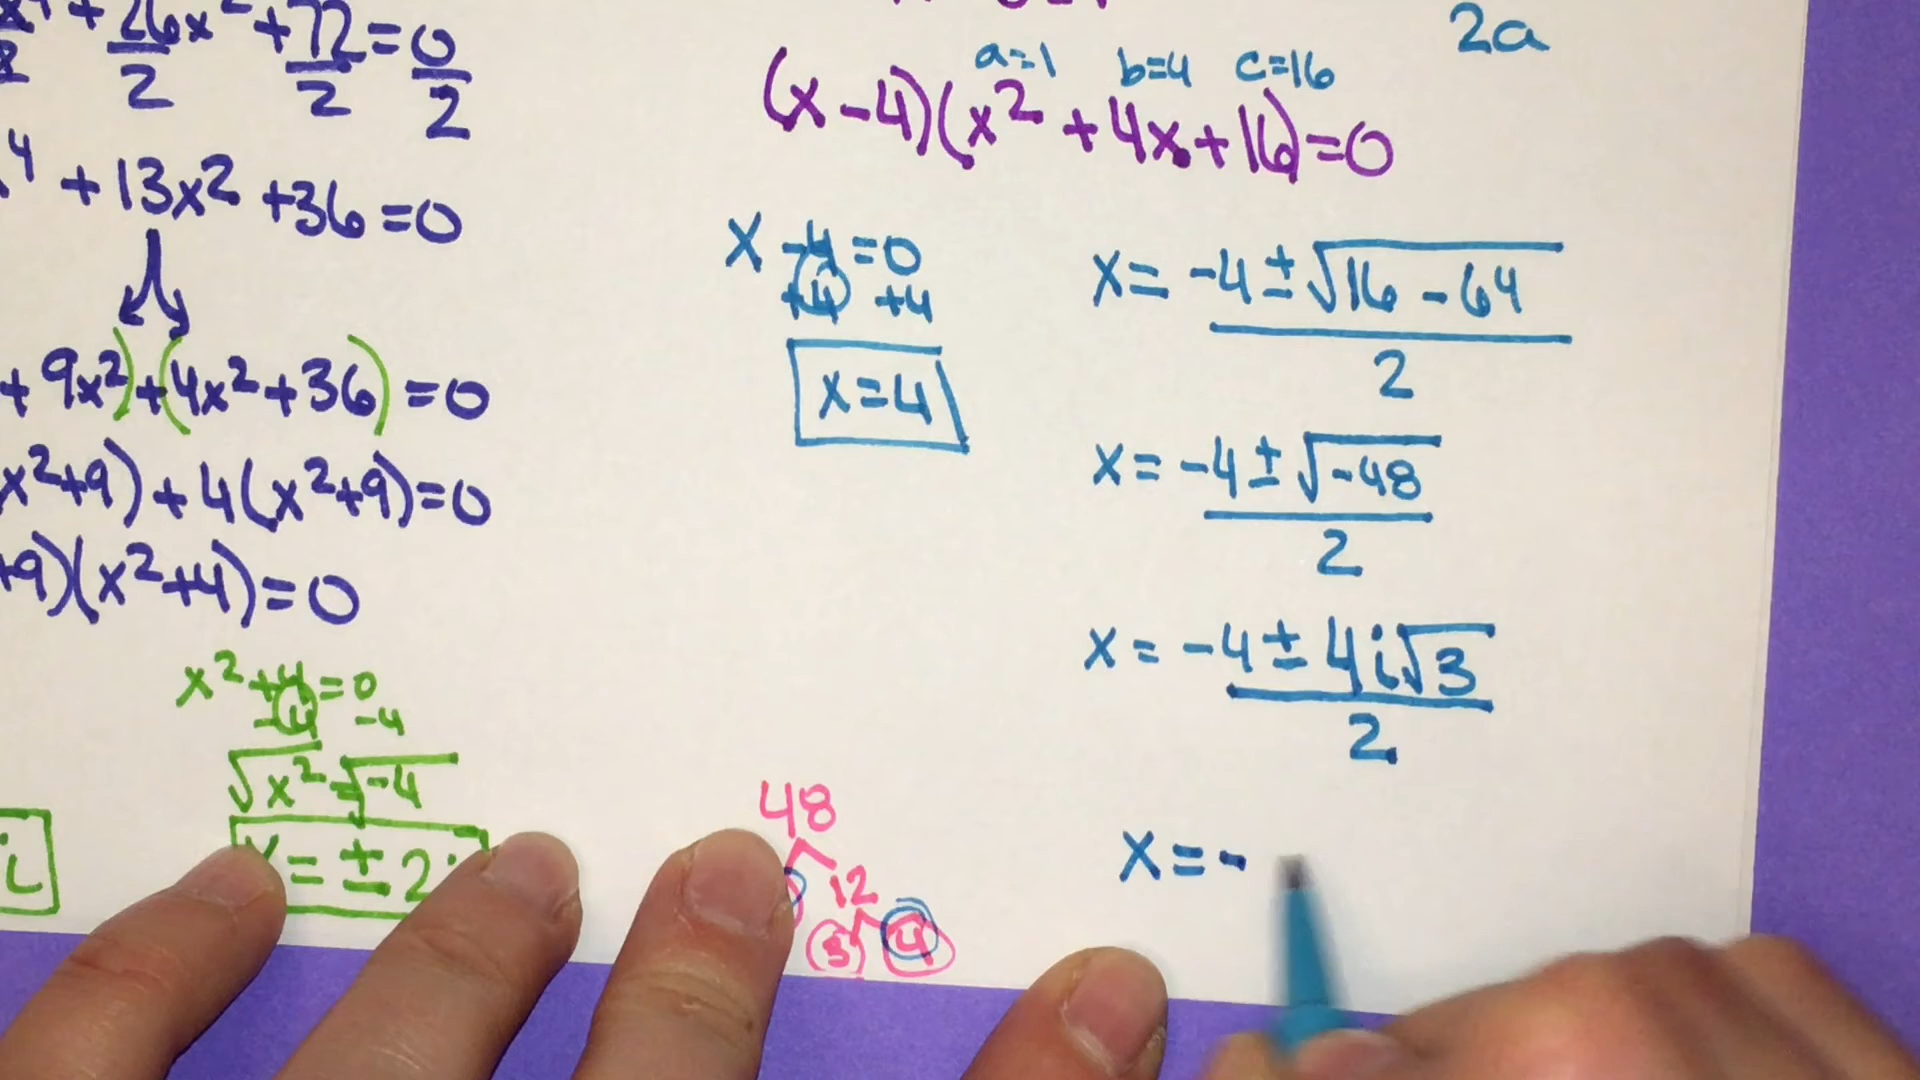 + 26x² + 72 = 0
2 2 2
⁴ + 13x² + 36 = 0
+ 9x²) + (4x² + 36) = 0
x² + 9) + 4(x² + 9) = 0
+9)(x² + 4) = 0
x² + 4 = 0
-4 -4
√x² = √-4
x = ± 2i
i
2a
a=1 b=4 c=16
(x - 4)(x² + 4x + 16) = 0
x - 4 = 0
+4 +4
x = 4
x = -4 ± √16 - 64
2
x = -4 ± √-48
2
x = -4 ± 4i√3
2
x = -
48
12
3 4